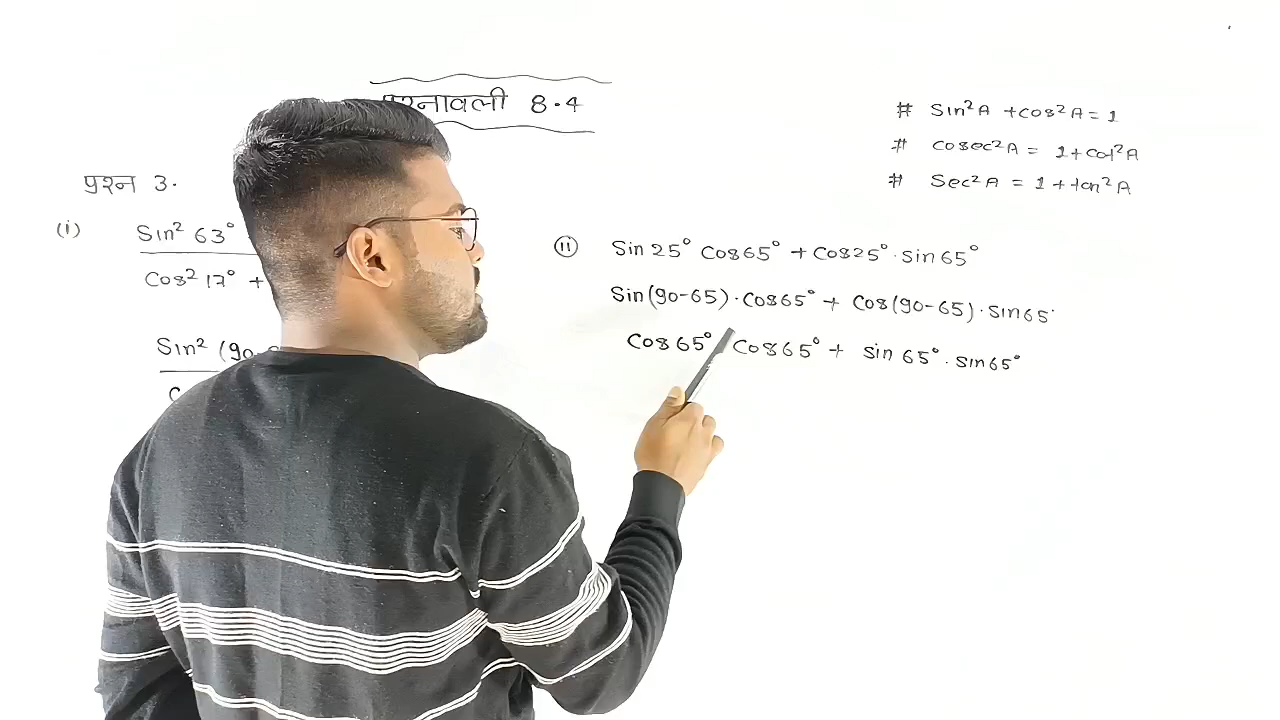 प्रश्नावली 8.4
# Sin²A + cos²A = 1
# cosec²A = 1 + cot²A
# Sec²A = 1 + tan²A
प्रश्न 3.
(i) Sin² 63°
Cos² 17° +
Sin² (90
(ii) Sin 25° Cos 65° + Cos 25° . sin 65°
Sin(90-65) . Cos 65° + Cos(90-65) . sin 65°
Cos 65° Cos 65° + sin 65° . sin 65°